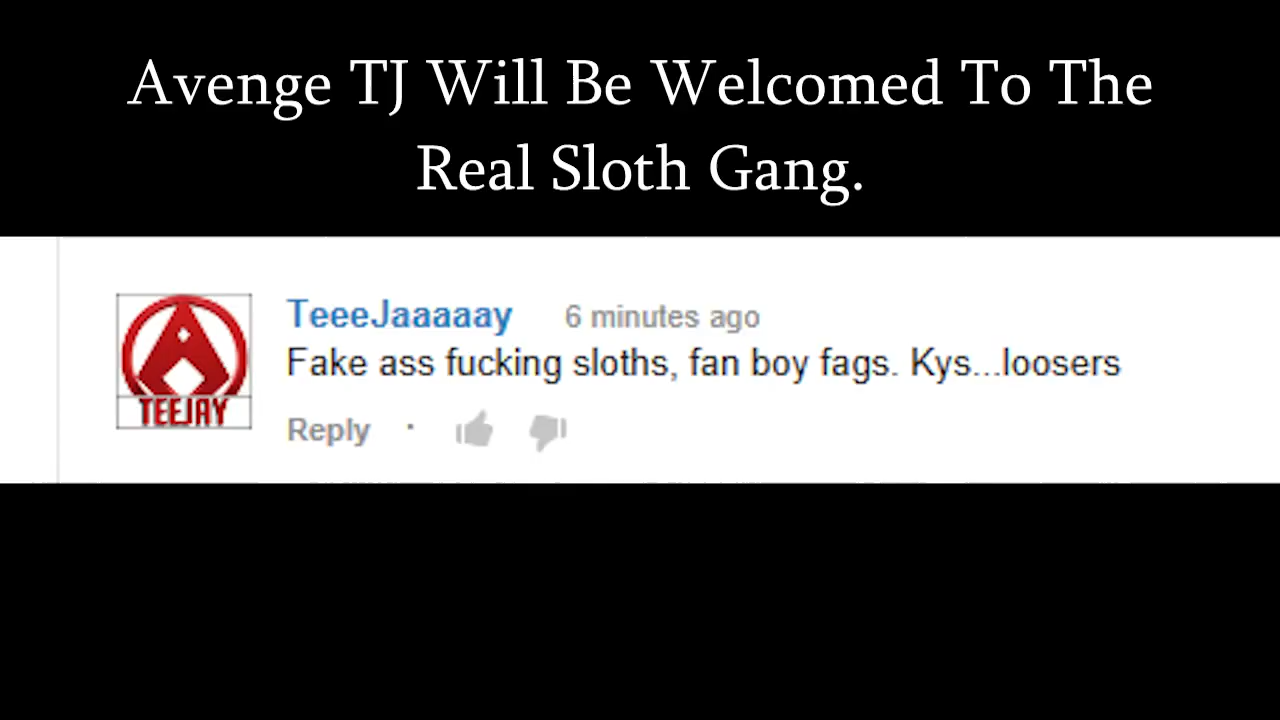 Avenge TJ Will Be Welcomed To The
Real Sloth Gang.
TEEJAY
TeeeJaaaaay 6 minutes ago
Fake ass fucking sloths, fan boy fags. Kys...loosers
Reply ·